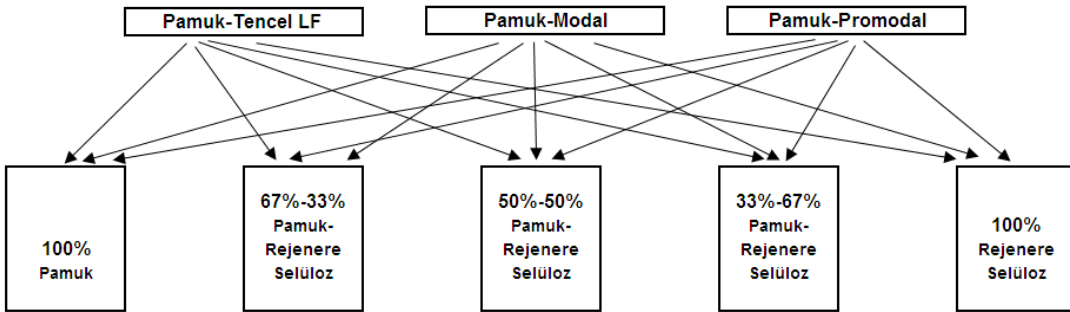 Pamuk-Tencel LF
Pamuk-Modal
Pamuk-Promodal
100%
Pamuk
67%-33%
Pamuk-
Rejenere
Selüloz
50%-50%
Pamuk-
Rejenere
Selüloz
33%-67%
Pamuk-
Rejenere
Selüloz
100%
Rejenere
Selüloz